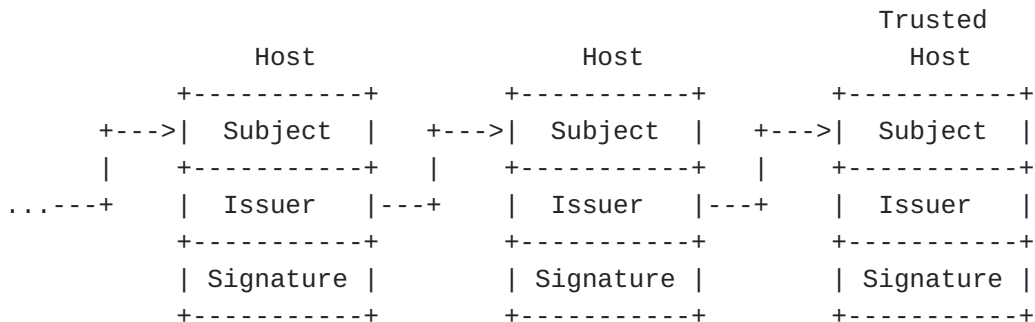 Trusted
                Host                 Host                  Host
           +-----------+        +-----------+        +-----------+
      +--->|  Subject  |   +--->|  Subject  |   +--->|  Subject  |
      |    +-----------+   |    +-----------+   |    +-----------+
...---+    |  Issuer   |---+    |  Issuer   |---+    |  Issuer   |
           +-----------+        +-----------+        +-----------+
           | Signature |        | Signature |        | Signature |
           +-----------+        +-----------+        +-----------+